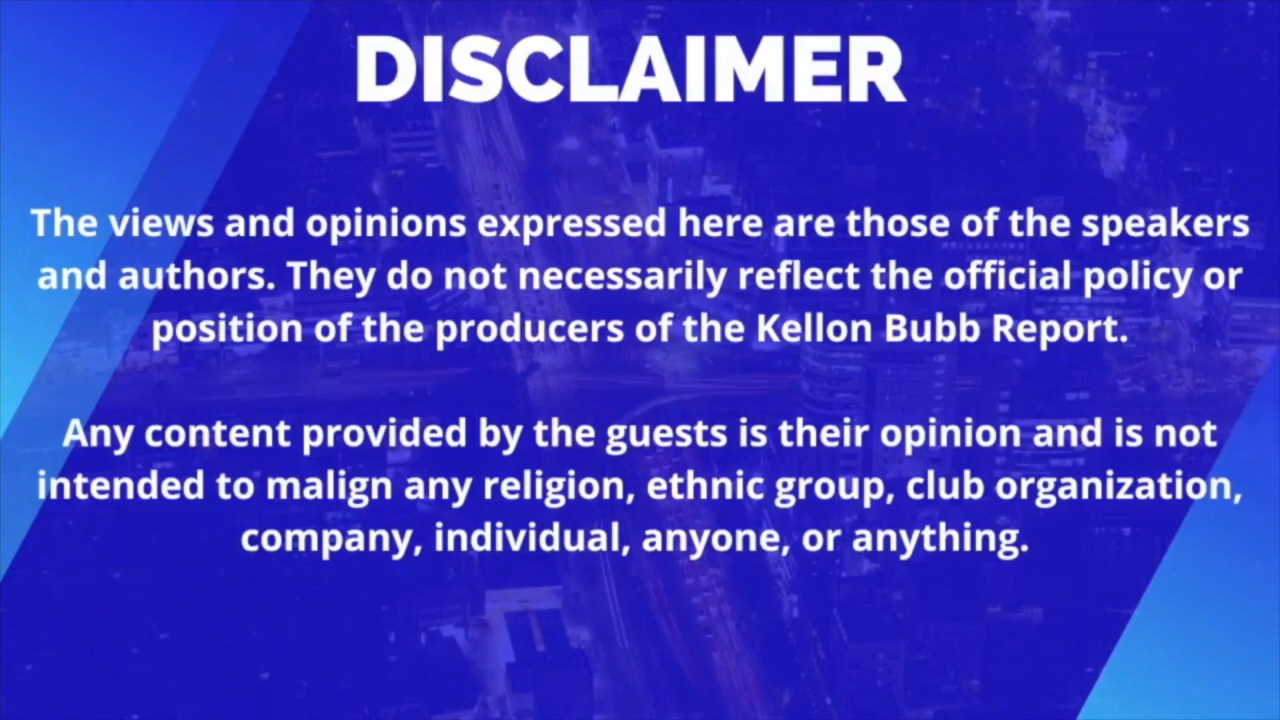 DISCLAIMER
The views and opinions expressed here are those of the speakers
and authors. They do not necessarily reflect the official policy or
position of the producers of the Kellon Bubb Report.
Any content provided by the guests is their opinion and is not
intended to malign any religion, ethnic group, club organization,
company, individual, anyone, or anything.